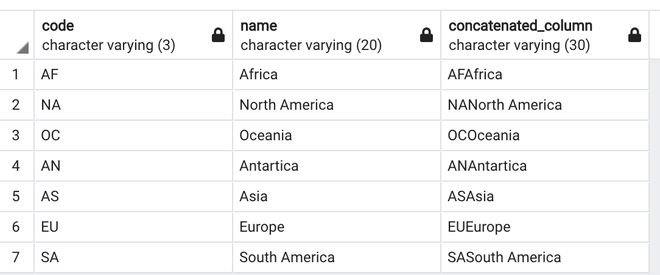 code name concatenated_column
character varying (3) character varying (20) character varying (30)
1 AF Africa AFAfrica
2 NA North America NANorth America
3 OC Oceania OCOceania
4 AN Antartica ANAntartica
5 AS Asia ASAsia
6 EU Europe EUEurope
7 SA South America SASouth America